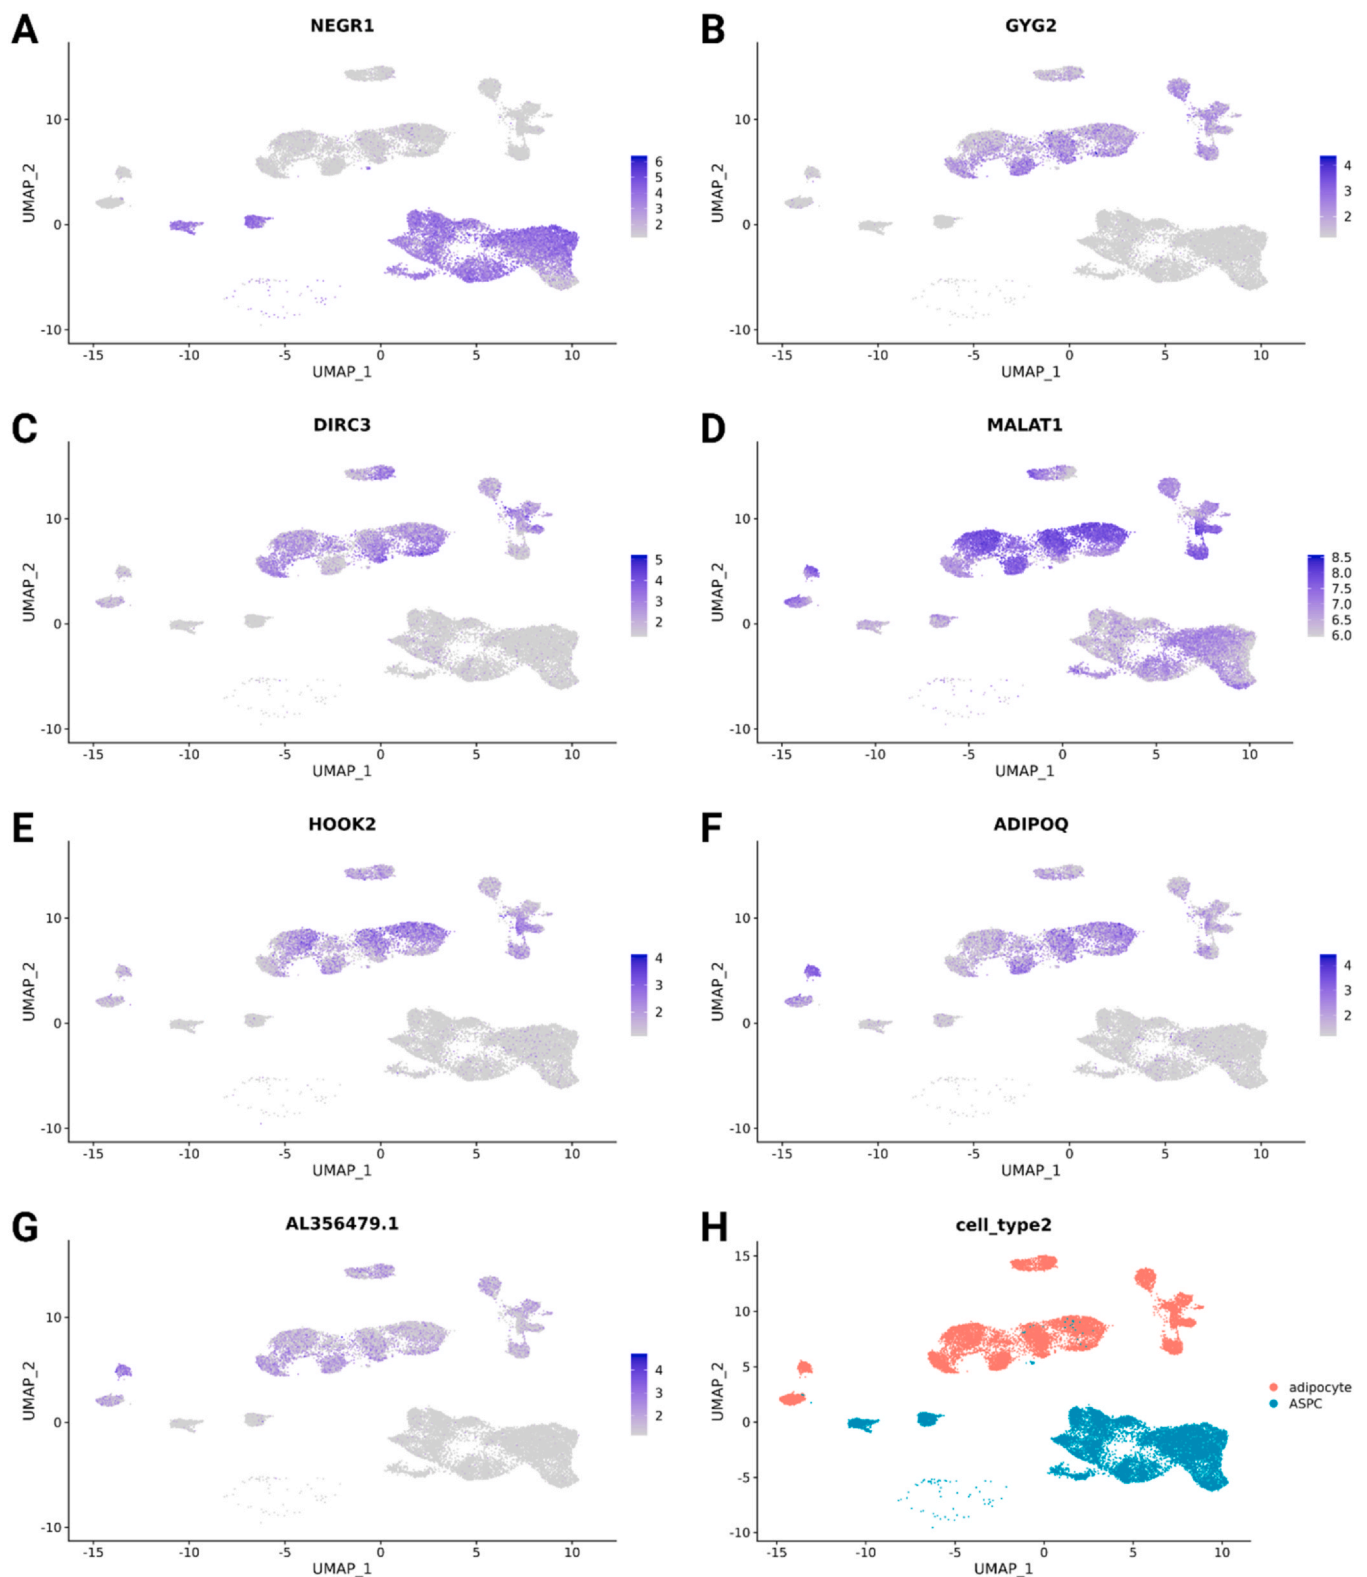 A
NEGR1
UMAP_2
10
0
-10
-15 -10 -5 0 5 10
UMAP_1
6
5
4
3
2
B
GYG2
UMAP_2
10
0
-10
-15 -10 -5 0 5 10
UMAP_1
4
3
2
C
DIRC3
UMAP_2
10
0
-10
-15 -10 -5 0 5 10
UMAP_1
5
4
3
2
D
MALAT1
UMAP_2
10
0
-10
-15 -10 -5 0 5 10
UMAP_1
8.5
8.0
7.5
7.0
6.5
6.0
E
HOOK2
UMAP_2
10
0
-10
-15 -10 -5 0 5 10
UMAP_1
4
3
2
F
ADIPOQ
UMAP_2
10
0
-10
-15 -10 -5 0 5 10
UMAP_1
4
3
2
G
AL356479.1
UMAP_2
10
0
-10
-15 -10 -5 0 5 10
UMAP_1
4
3
2
H
cell_type2
UMAP_2
15
10
5
0
-5
-10
-15 -10 -5 0 5 10
UMAP_1
adipocyte
ASPC